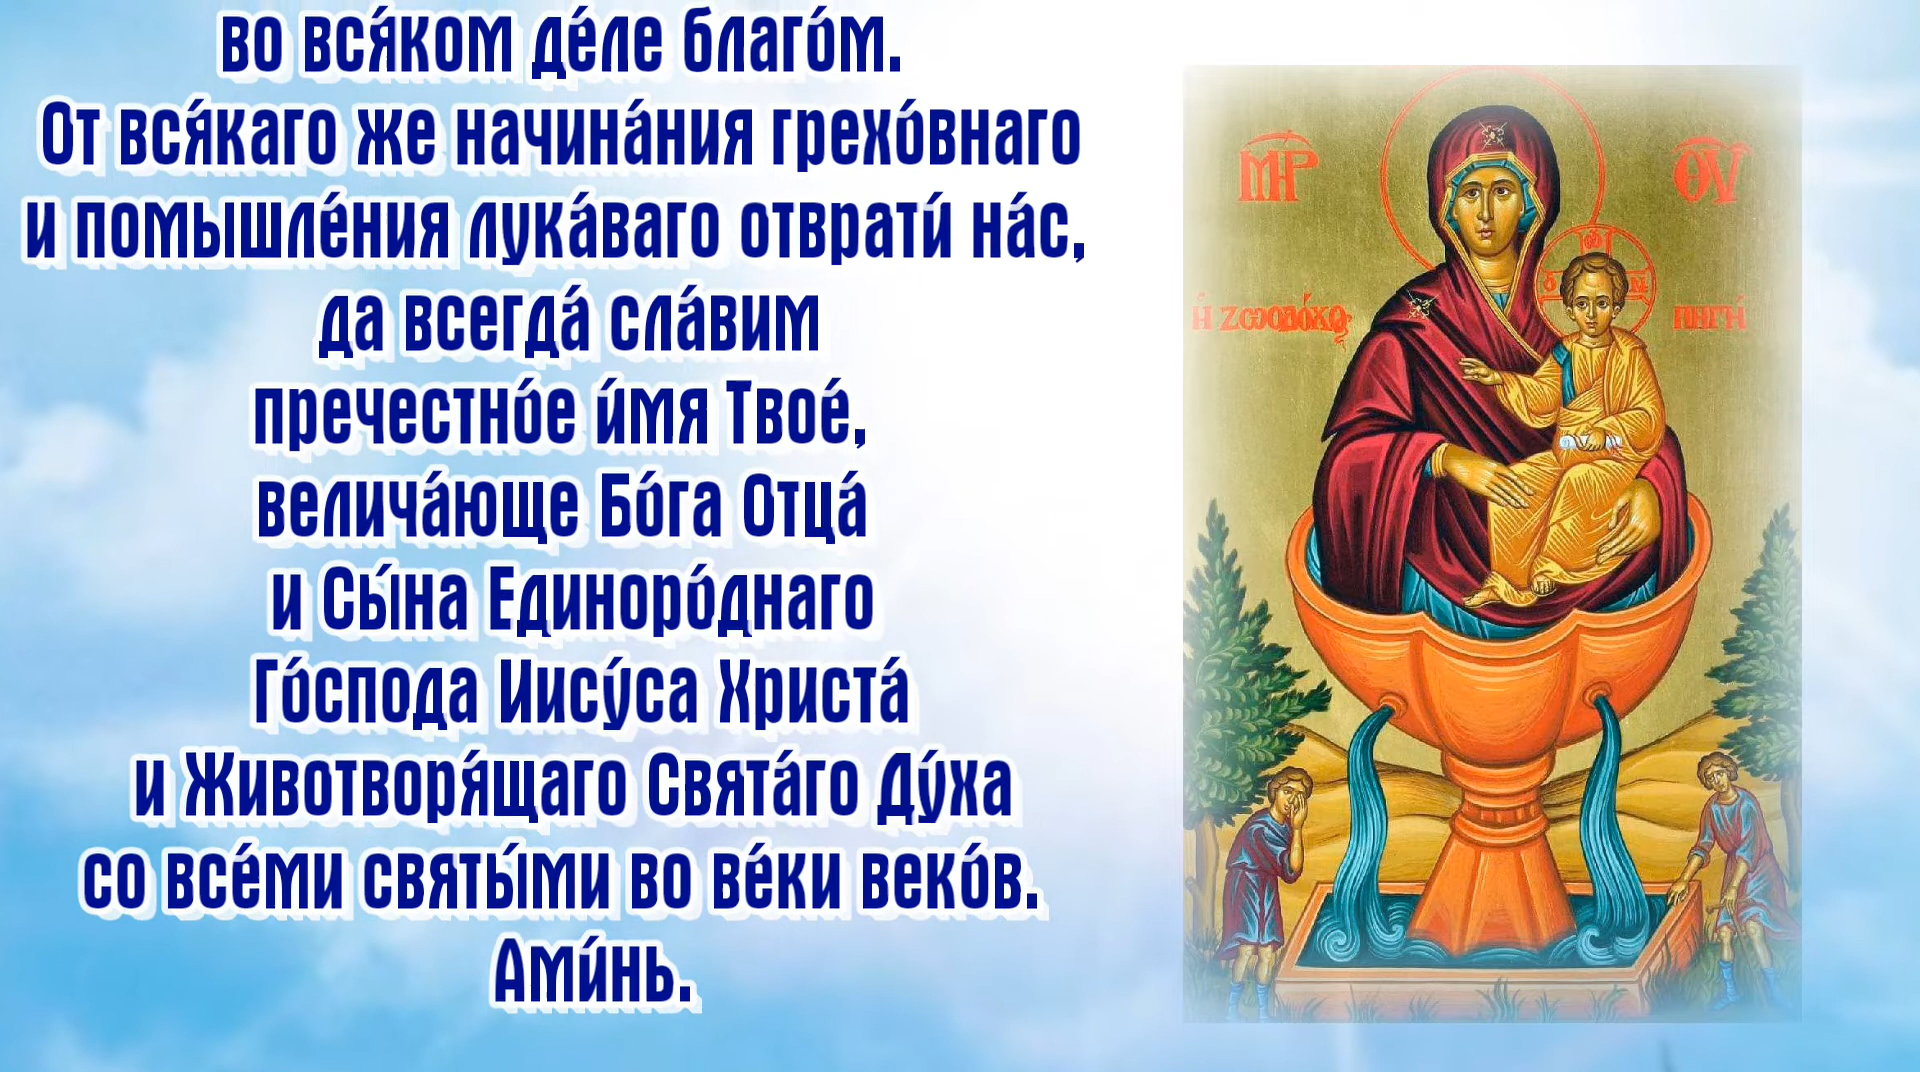 во вся́ком де́ле благо́м.
От вся́каго же начина́ния грехо́внаго
и помышле́ния лука́ваго отврати́ на́с,
да всегда́ сла́вим
пречестно́е и́мя Твое́,
велича́юще Бо́га Отца́
и Сы́на Единоро́днаго
Го́спода Иису́са Христа́
и Животворя́щаго Свята́го Ду́ха
со все́ми святы́ми во ве́ки веко́в.
Ами́нь.
ΜΗΡ ΘΥ
Ἡ ΖΩΟΔΌΧΟς ΠΗΓΉ